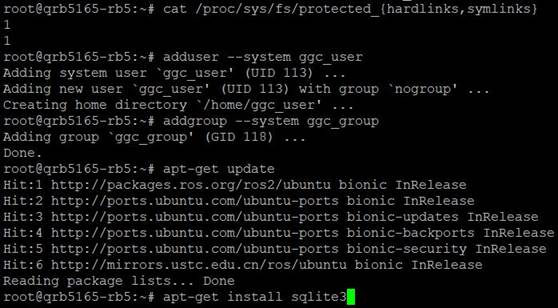 root@qrb5165-rb5:~# cat /proc/sys/fs/protected_{hardlinks,symlinks}
1
1
root@qrb5165-rb5:~# adduser --system ggc_user
Adding system user `ggc_user' (UID 113) ...
Adding new user `ggc_user' (UID 113) with group `nogroup' ...
Creating home directory `/home/ggc_user' ...
root@qrb5165-rb5:~# addgroup --system ggc_group
Adding group `ggc_group' (GID 118) ...
Done.
root@qrb5165-rb5:~# apt-get update
Hit:1 http://packages.ros.org/ros2/ubuntu bionic InRelease
Hit:2 http://ports.ubuntu.com/ubuntu-ports bionic InRelease
Hit:3 http://ports.ubuntu.com/ubuntu-ports bionic-updates InRelease
Hit:4 http://ports.ubuntu.com/ubuntu-ports bionic-backports InRelease
Hit:5 http://ports.ubuntu.com/ubuntu-ports bionic-security InRelease
Hit:6 http://mirrors.ustc.edu.cn/ros/ubuntu bionic InRelease
Reading package lists... Done
root@qrb5165-rb5:~# apt-get install sqlite3